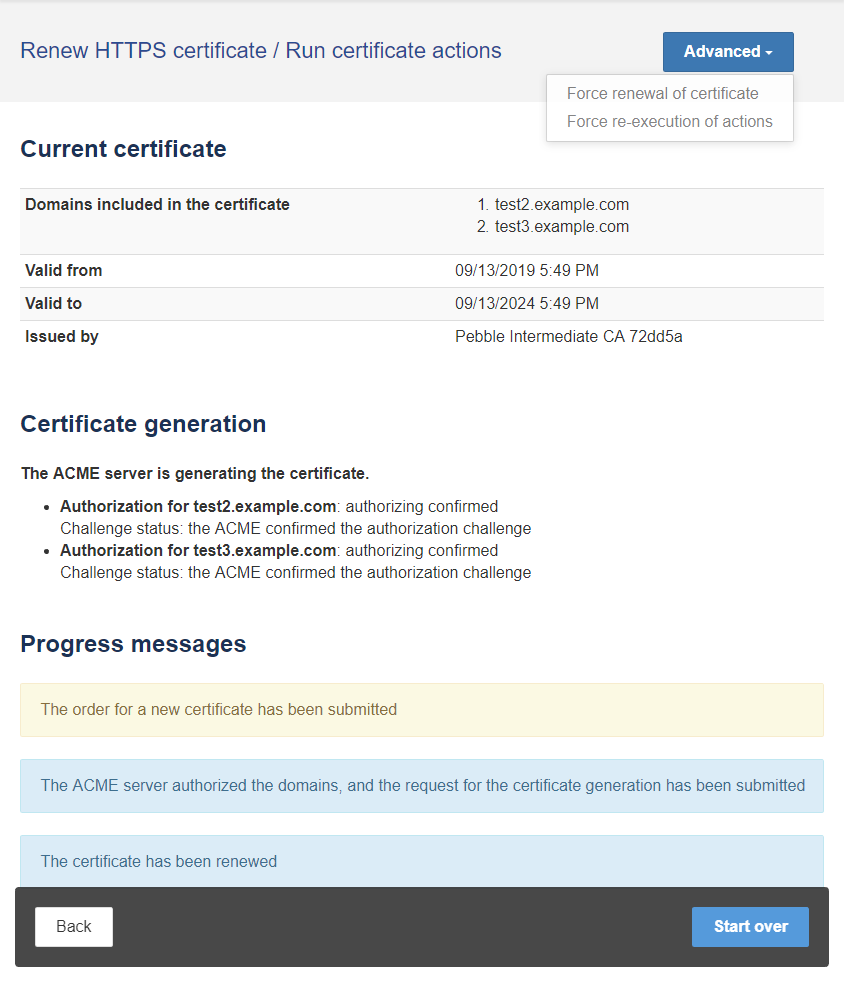 Renew HTTPS certificate / Run certificate actions
Advanced
Force renewal of certificate
Force re-execution of actions
Current certificate
Domains included in the certificate
1. test2.example.com
2. test3.example.com
Valid from 09/13/2019 5:49 PM
Valid to 09/13/2024 5:49 PM
Issued by Pebble Intermediate CA 72dd5a
Certificate generation
The ACME server is generating the certificate.
• Authorization for test2.example.com: authorizing confirmed
Challenge status: the ACME confirmed the authorization challenge
• Authorization for test3.example.com: authorizing confirmed
Challenge status: the ACME confirmed the authorization challenge
Progress messages
The order for a new certificate has been submitted
The ACME server authorized the domains, and the request for the certificate generation has been submitted
The certificate has been renewed
Back
Start over